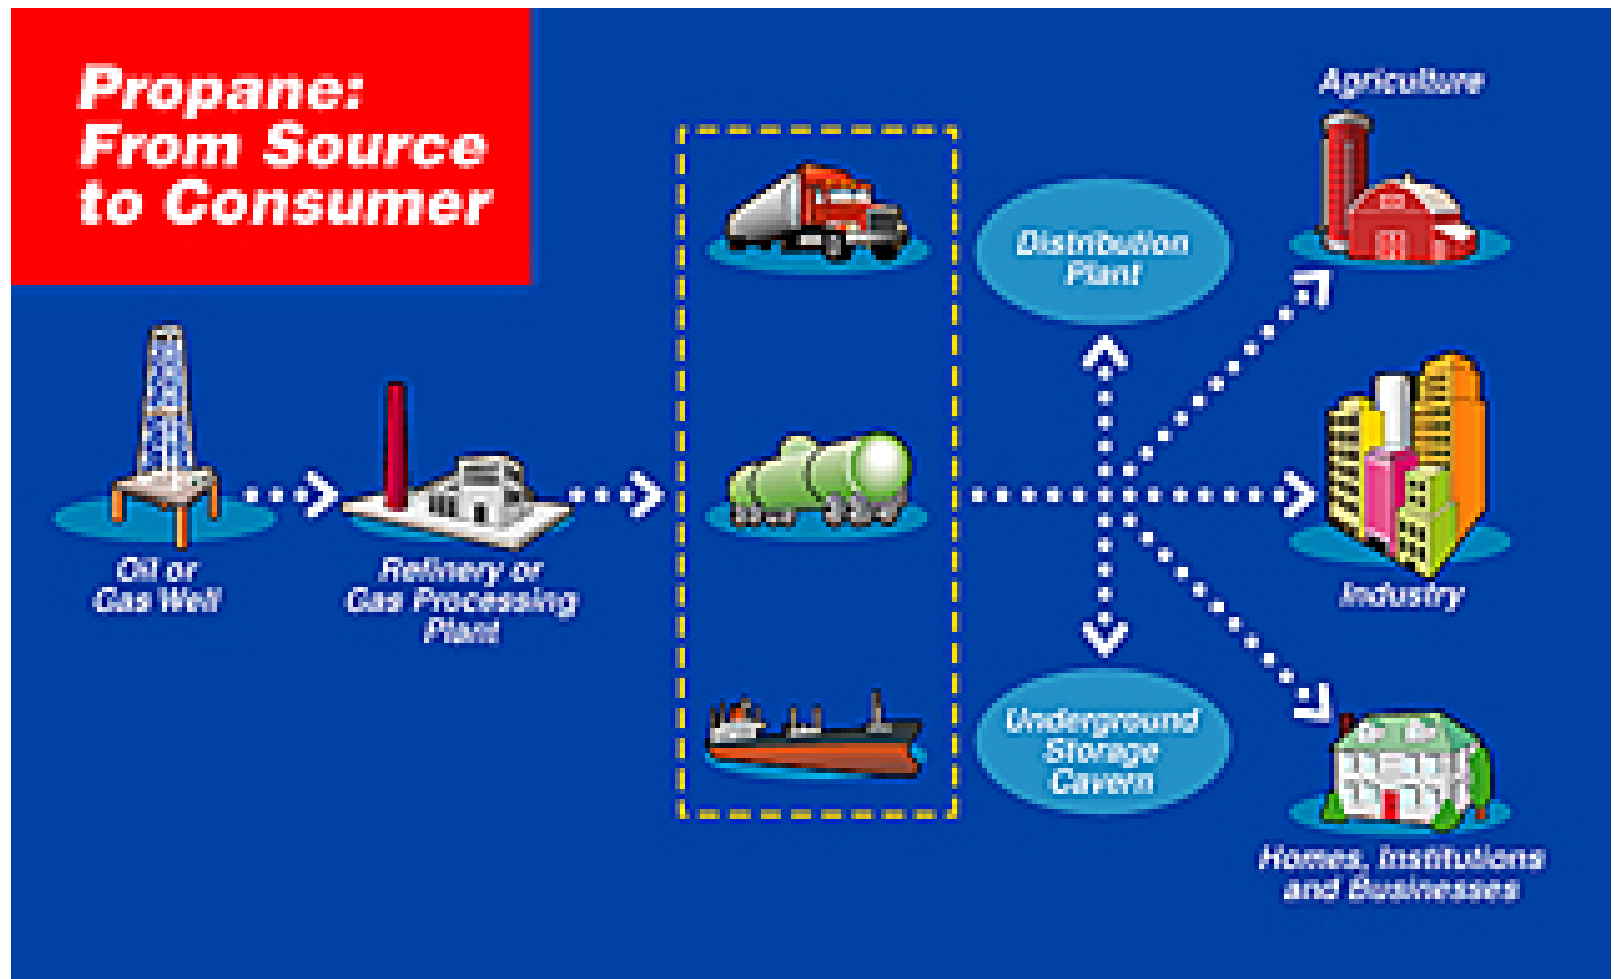 Propane:
From Source
to Consumer
Oil or
Gas Well
Refinery or
Gas Processing
Plant
Distribution
Plant
Underground
Storage
Cavern
Agriculture
Industry
Homes, Institutions
and Businesses